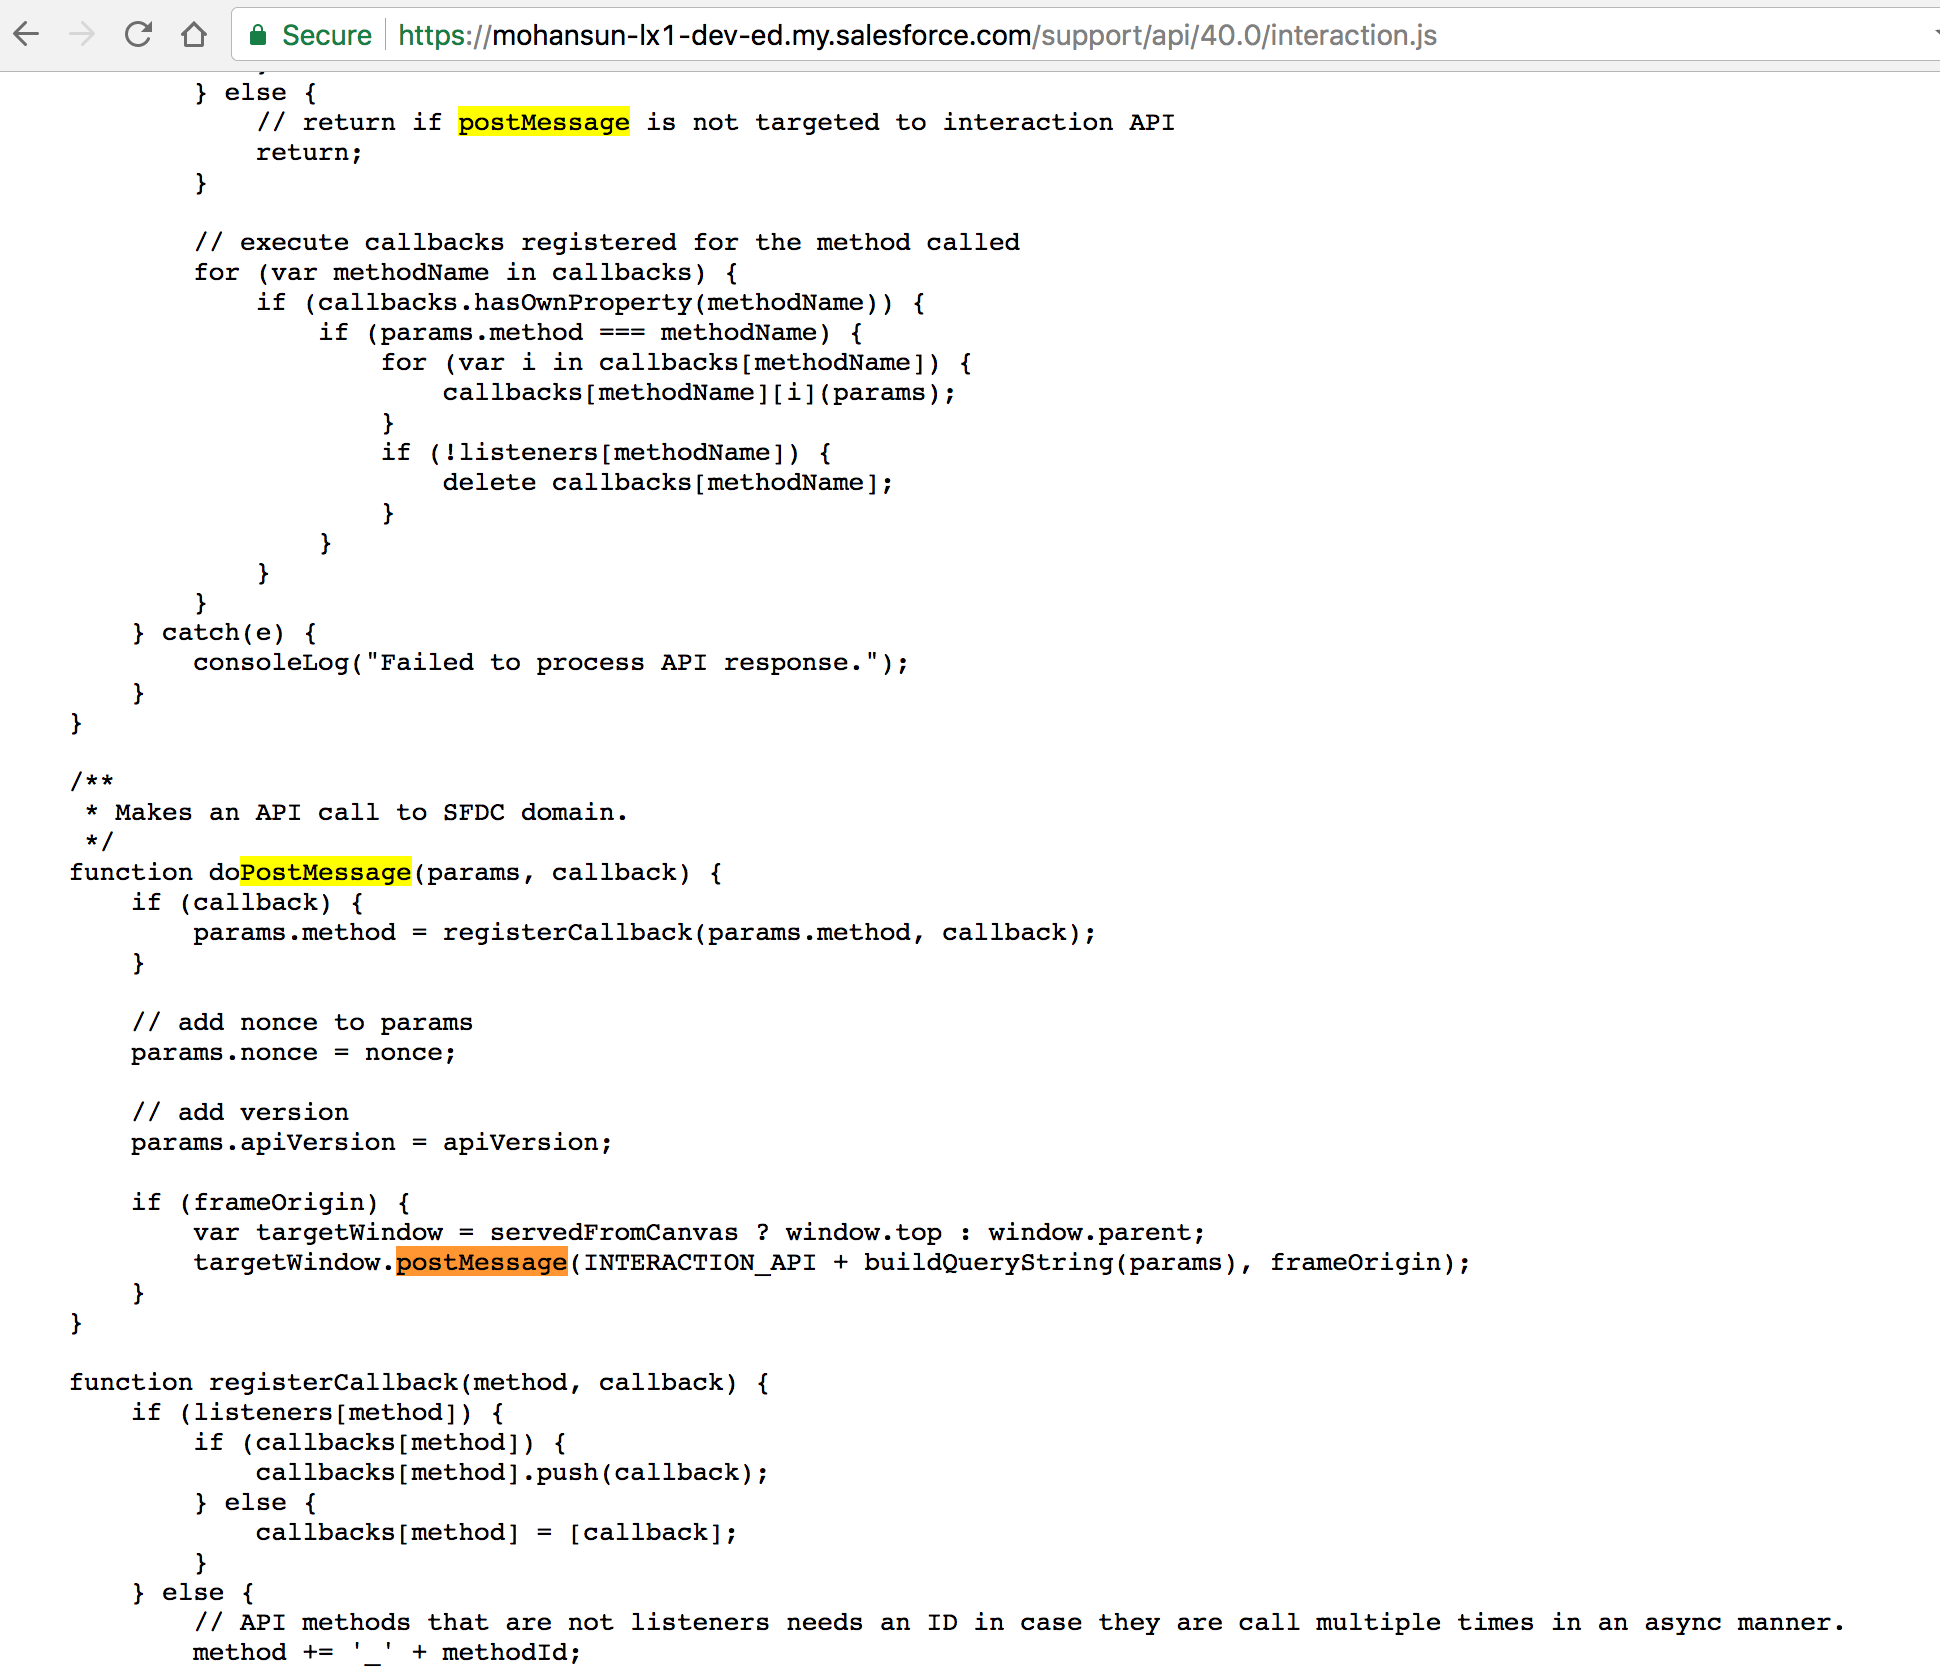 Secure https://mohansun-lx1-dev-ed.my.salesforce.com/support/api/40.0/interaction.js
} else {
// return if postMessage is not targeted to interaction API
return;
}
// execute callbacks registered for the method called
for (var methodName in callbacks) {
if (callbacks.hasOwnProperty(methodName)) {
if (params.method === methodName) {
for (var i in callbacks[methodName]) {
callbacks[methodName][i](params);
}
if (!listeners[methodName]) {
delete callbacks[methodName];
}
}
}
}
} catch(e) {
consoleLog("Failed to process API response.");
}
}
/**
* Makes an API call to SFDC domain.
*/
function doPostMessage(params, callback) {
if (callback) {
params.method = registerCallback(params.method, callback);
}
// add nonce to params
params.nonce = nonce;
// add version
params.apiVersion = apiVersion;
if (frameOrigin) {
var targetWindow = servedFromCanvas ? window.top : window.parent;
targetWindow.postMessage(INTERACTION_API + buildQueryString(params), frameOrigin);
}
}
function registerCallback(method, callback) {
if (listeners[method]) {
if (callbacks[method]) {
callbacks[method].push(callback);
} else {
callbacks[method] = [callback];
}
} else {
// API methods that are not listeners needs an ID in case they are call multiple times in an async manner.
method += '_' + methodId;